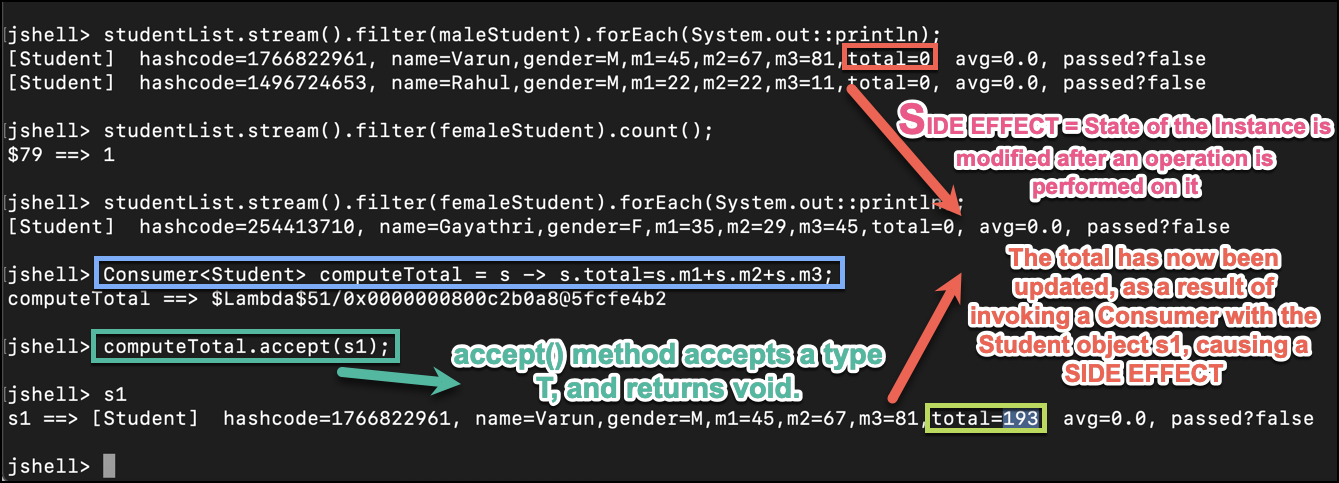 jshell> studentList.stream().filter(maleStudent).forEach(System.out::println);
[Student]  hashcode=1766822961, name=Varun,gender=M,m1=45,m2=67,m3=81,total=0, avg=0.0, passed?false
[Student]  hashcode=1496724653, name=Rahul,gender=M,m1=22,m2=22,m3=11,total=0, avg=0.0, passed?false
SIDE EFFECT = State of the Instance is
modified after an operation is
performed on it
jshell> studentList.stream().filter(femaleStudent).count();
$79 ==> 1
jshell> studentList.stream().filter(femaleStudent).forEach(System.out::println);
[Student]  hashcode=254413710, name=Gayathri,gender=F,m1=35,m2=29,m3=45,total=0, avg=0.0, passed?false
The total has now been
updated, as a result of
invoking a Consumer with the
Student object s1, causing a
SIDE EFFECT
jshell> Consumer<Student> computeTotal = s -> s.total=s.m1+s.m2+s.m3;
computeTotal ==> $Lambda$51/0x0000000800c2b0a8@5fcfe4b2
jshell> computeTotal.accept(s1);
accept() method accepts a type
T, and returns void.
jshell> s1
s1 ==> [Student]  hashcode=1766822961, name=Varun,gender=M,m1=45,m2=67,m3=81,total=193  avg=0.0, passed?false
jshell>